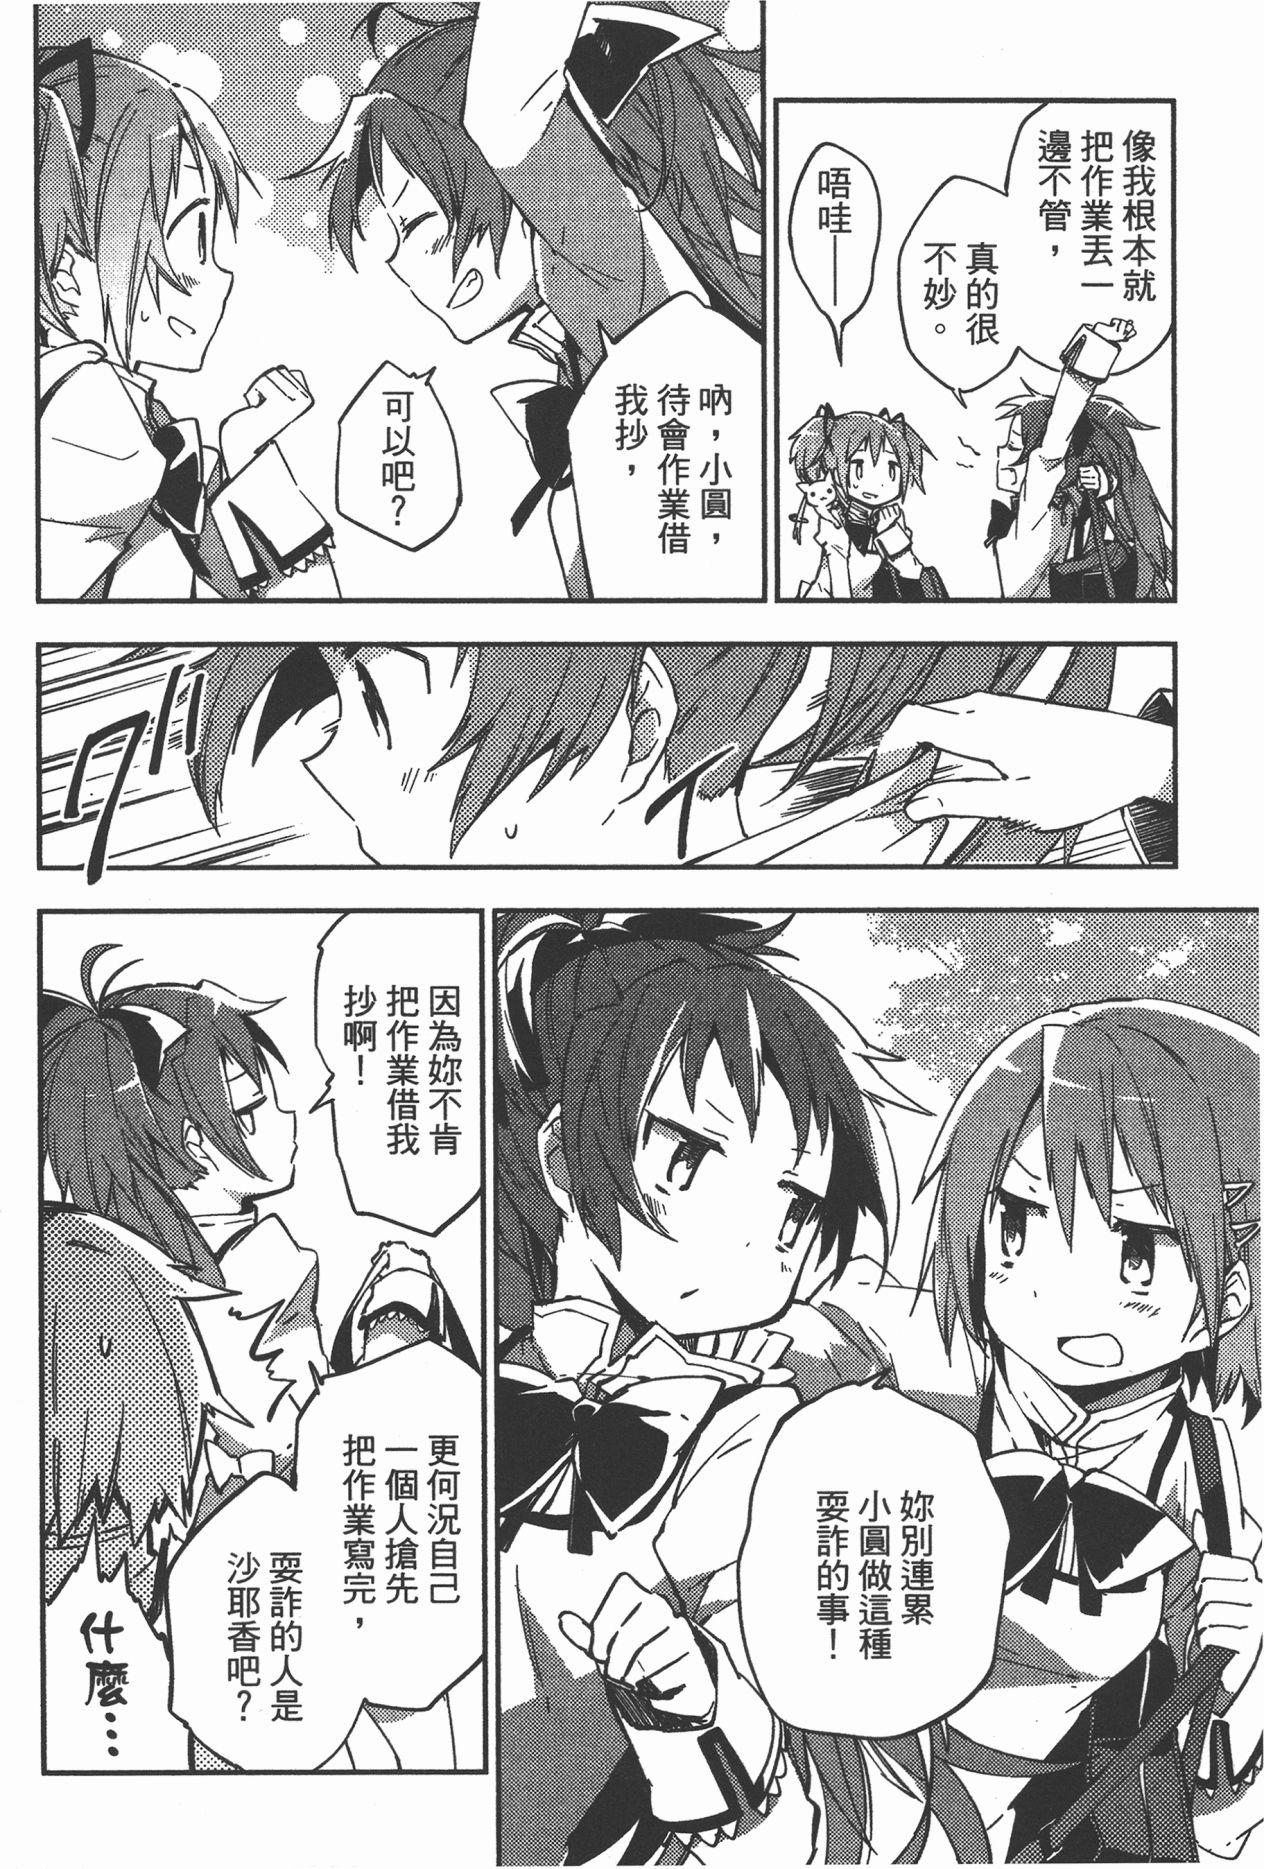 像我根本就
把作業丟一
邊不管，
真的很
不妙。
唔哇——
吶，小圓，
待會作業借
我抄，
可以吧？
グイッ
妳別連累
小圓做這種
耍詐的事！
因為妳不肯
把作業借我
抄啊！
更何況自己
一個人搶先
把作業寫完，
耍詐的人是
沙耶香吧？
什麼…